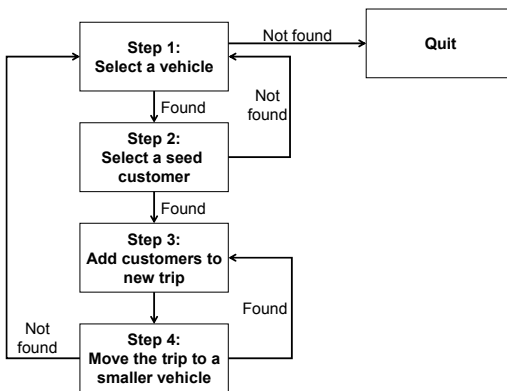 Step 1:
Select a vehicle
Not found
Quit
Found
Not
found
Step 2:
Select a seed
customer
Found
Step 3:
Add customers to
new trip
Found
Not
found
Step 4:
Move the trip to a
smaller vehicle